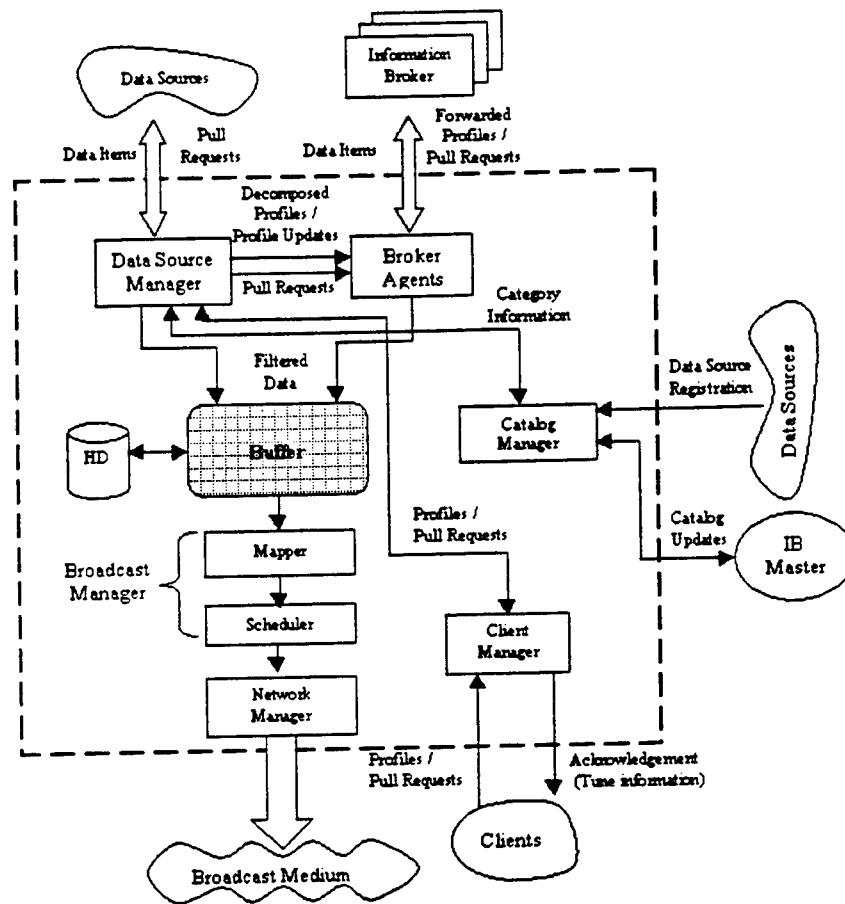 Information
Broker
Data Sources
Pull
Requests
Data Items
Forwarded
Profiles /
Pull Requests
Data Items
Decomposed
Profiles /
Profile Updates
Data Source
Manager
Pull Requests
Broker
Agents
Category
Information
Filtered
Data
Data Source
Registration
Data Sources
Catalog
Manager
HD
Buffer
Profiles /
Pull Requests
Catalog
Updates
IB
Master
Mapper
Broadcast
Manager
Scheduler
Client
Manager
Network
Manager
Profiles /
Pull Requests
Acknowledgement
(Tune information)
Clients
Broadcast Medium